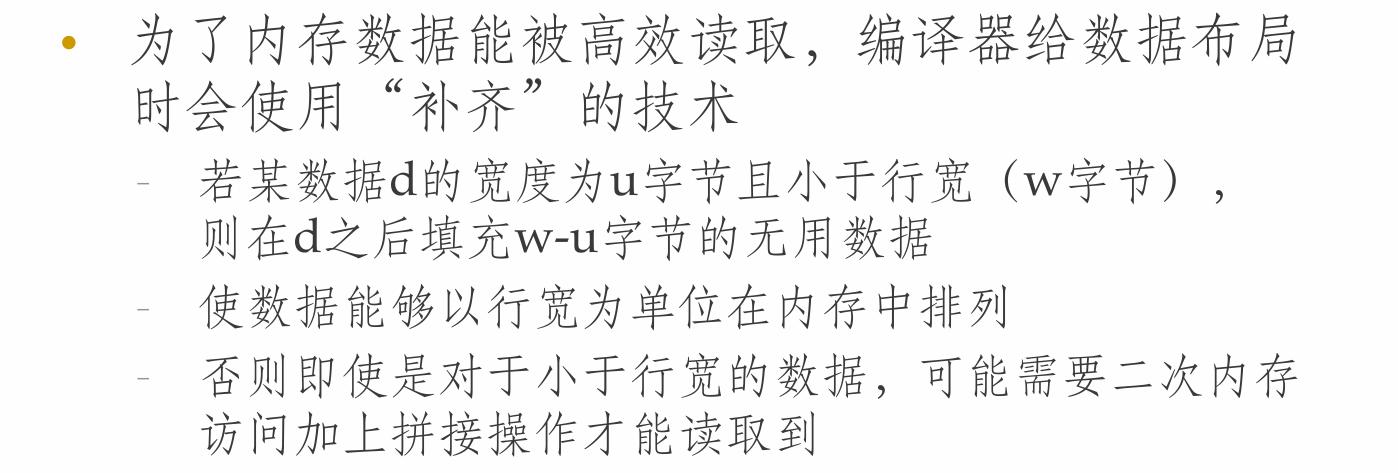 • 为了内存数据能被高效读取，编译器给数据布局
时会使用“补齐”的技术
– 若某数据d的宽度为u字节且小于行宽（w字节），
则在d之后填充w-u字节的无用数据
– 使数据能够以行宽为单位在内存中排列
– 否则即使是对于小于行宽的数据，可能需要二次内存
访问加上拼接操作才能读取到